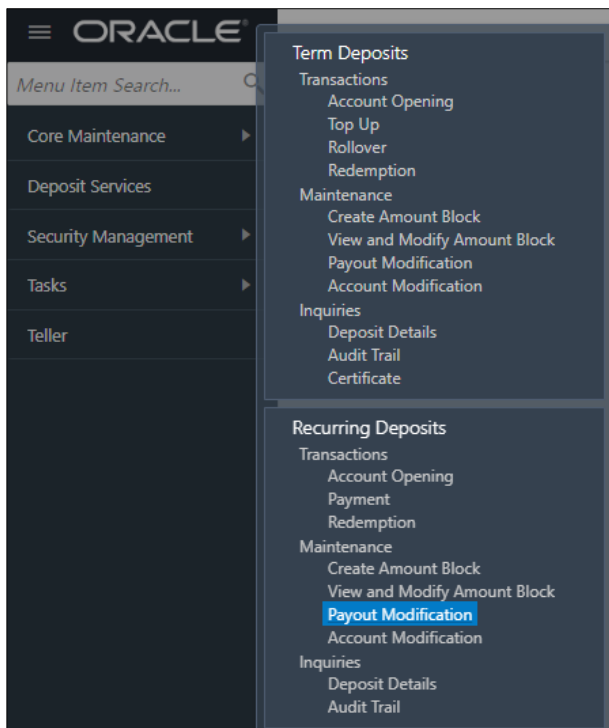 ORACLE
Menu Item Search...
Core Maintenance
Deposit Services
Security Management
Tasks
Teller
Term Deposits
Transactions
Account Opening
Top Up
Rollover
Redemption
Maintenance
Create Amount Block
View and Modify Amount Block
Payout Modification
Account Modification
Inquiries
Deposit Details
Audit Trail
Certificate
Recurring Deposits
Transactions
Account Opening
Payment
Redemption
Maintenance
Create Amount Block
View and Modify Amount Block
Payout Modification
Account Modification
Inquiries
Deposit Details
Audit Trail